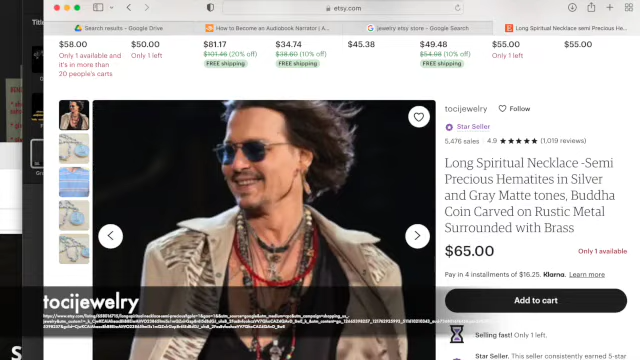 etsy.com
Search results – Google Drive
How to Become an Audiobook Narrator | A...
jewelry etsy store - Google Search
Long Spiritual Necklace semi Precious He...
$58.00
Only 1 available and it's in more than 20 people's carts
$50.00
Only 1 left
$81.17
$101.46 (20% off)
FREE shipping
$34.74
$38.60 (10% off)
FREE shipping
$45.38
$49.48
$54.98 (10% off)
FREE shipping
$55.00
Only 1 left
$55.00
tocijewelry
Follow
Star Seller
5,476 sales
4.9
(1,019 reviews)
Long Spiritual Necklace -Semi
Precious Hematites in Silver
and Gray Matte tones, Buddha
Coin Carved on Rustic Metal
Surrounded with Brass
$65.00
Only 1 available
Pay in 4 installments of $16.25. Klarna. Learn more
Add to cart
Selling fast! Only 1 left.
Star Seller. This seller consistently earned 5-star
tocijewelry